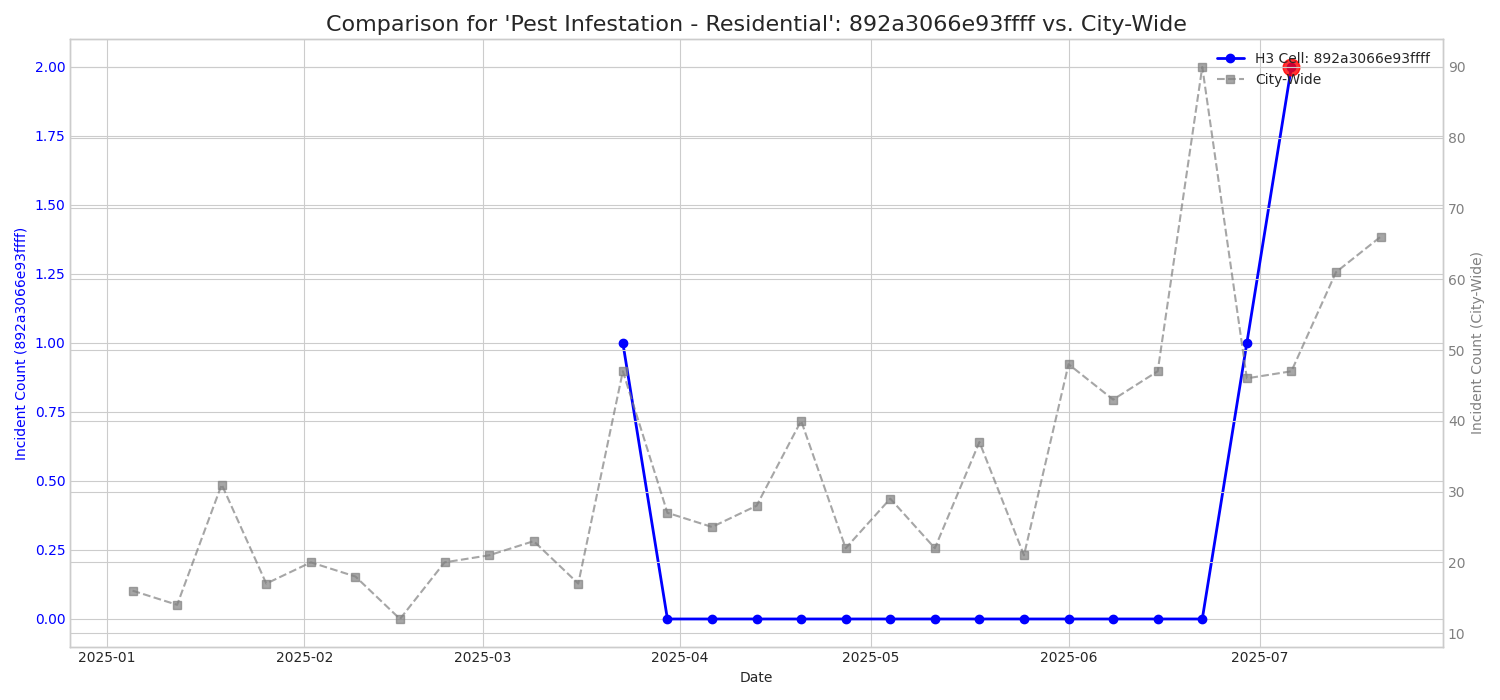 Comparison for 'Pest Infestation - Residential': 892a3066e93ffff vs. City-Wide
H3 Cell: 892a3066e93ffff
City-Wide
2.00
1.75
1.50
1.25
1.00
0.75
0.50
0.25
0.00
Incident Count (892a3066e93ffff)
90
80
70
60
50
40
30
20
10
Incident Count (City-Wide)
2025-01 2025-02 2025-03 2025-04 2025-05 2025-06 2025-07
Date